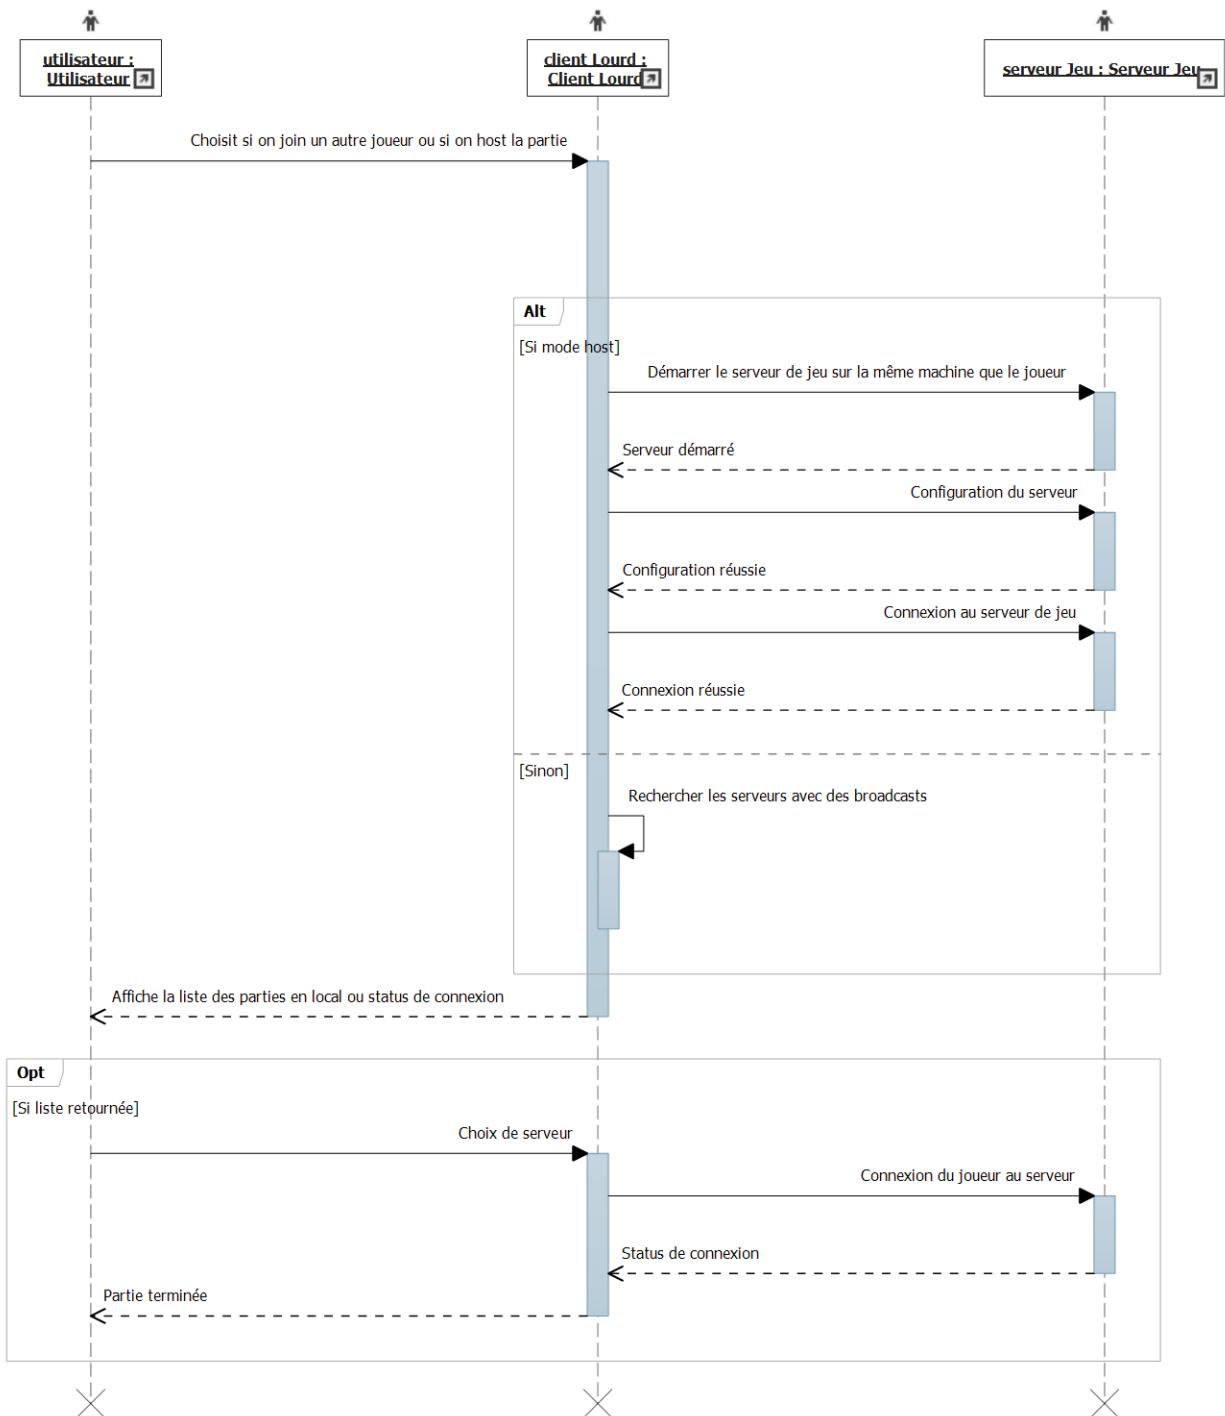 utilisateur :
Utilisateur
client Lourd :
Client Lourd
serveur Jeu : Serveur Jeu
Choisit si on join un autre joueur ou si on host la partie
Alt
[Si mode host]
Démarrer le serveur de jeu sur la même machine que le joueur
Serveur démarré
Configuration du serveur
Configuration réussie
Connexion au serveur de jeu
Connexion réussie
[Sinon]
Rechercher les serveurs avec des broadcasts
Affiche la liste des parties en local ou status de connexion
Opt
[Si liste retournée]
Choix de serveur
Connexion du joueur au serveur
Status de connexion
Partie terminée